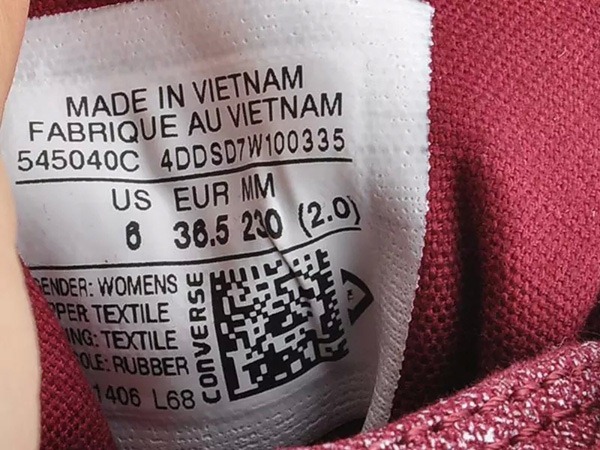 MADE IN VIETNAM
FABRIQUE AU VIETNAM
545040C 4DDSD7W100335
US EUR MM
6 36.5 230 (2.0)
ENDER: WOMENS
PPER: TEXTILE
NG: TEXTILE
OLE: RUBBER
1406 L68
CONVERSE